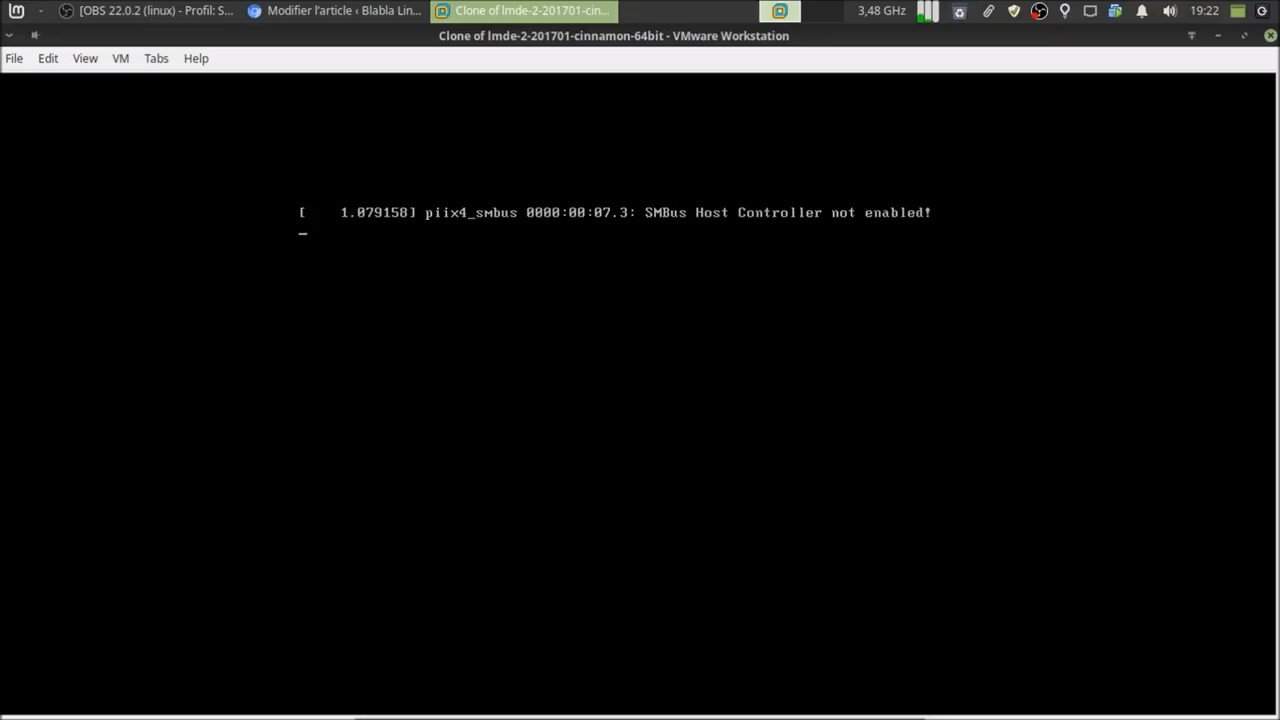 [OBS 22.0.2 (linux) - Profil: S... Modifier l'article ‹ Blabla Lin... Clone of lmde-2-201701-cin... 3,48 GHz 19:22
Clone of lmde-2-201701-cinnamon-64bit - VMware Workstation
File Edit View VM Tabs Help
[    1.079158] piix4_smbus 0000:00:07.3: SMBus Host Controller not enabled!
_